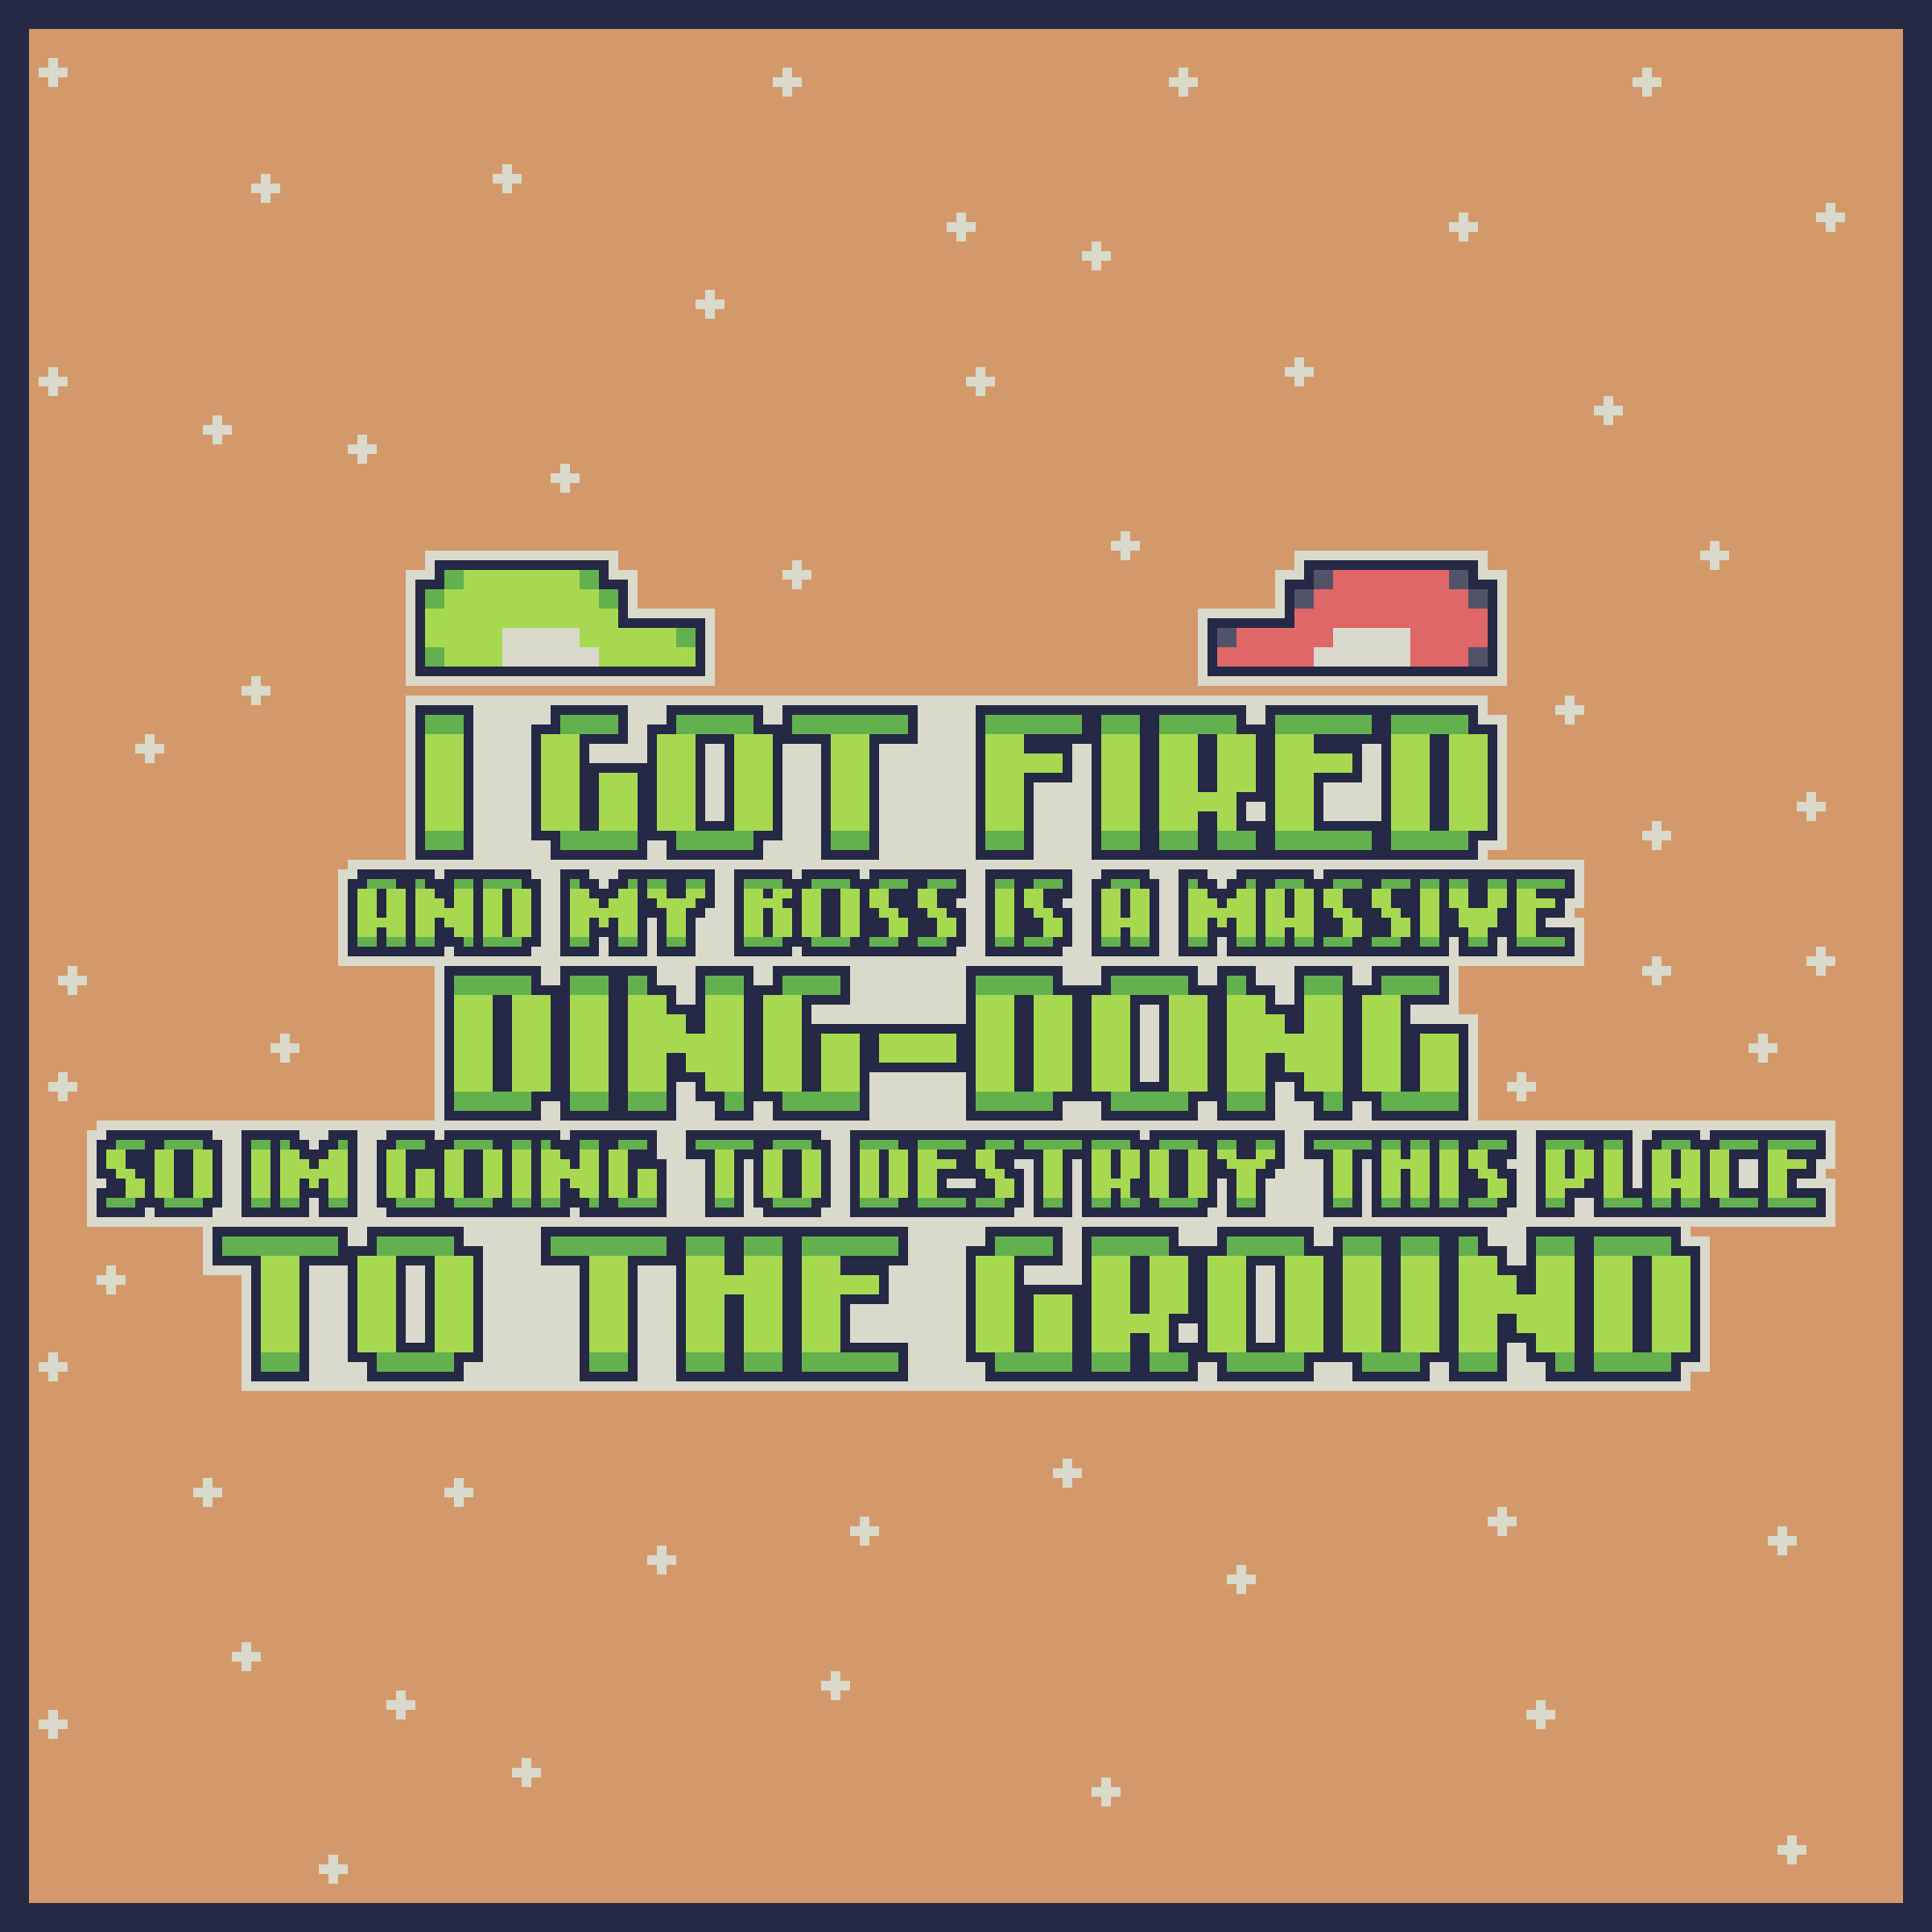 I GOT FIRED
AND MY BOSS IS A MASSIVE
DING-DONG
SO IM GOING TO DESTROY THIS PLACE
TO THE GROUND